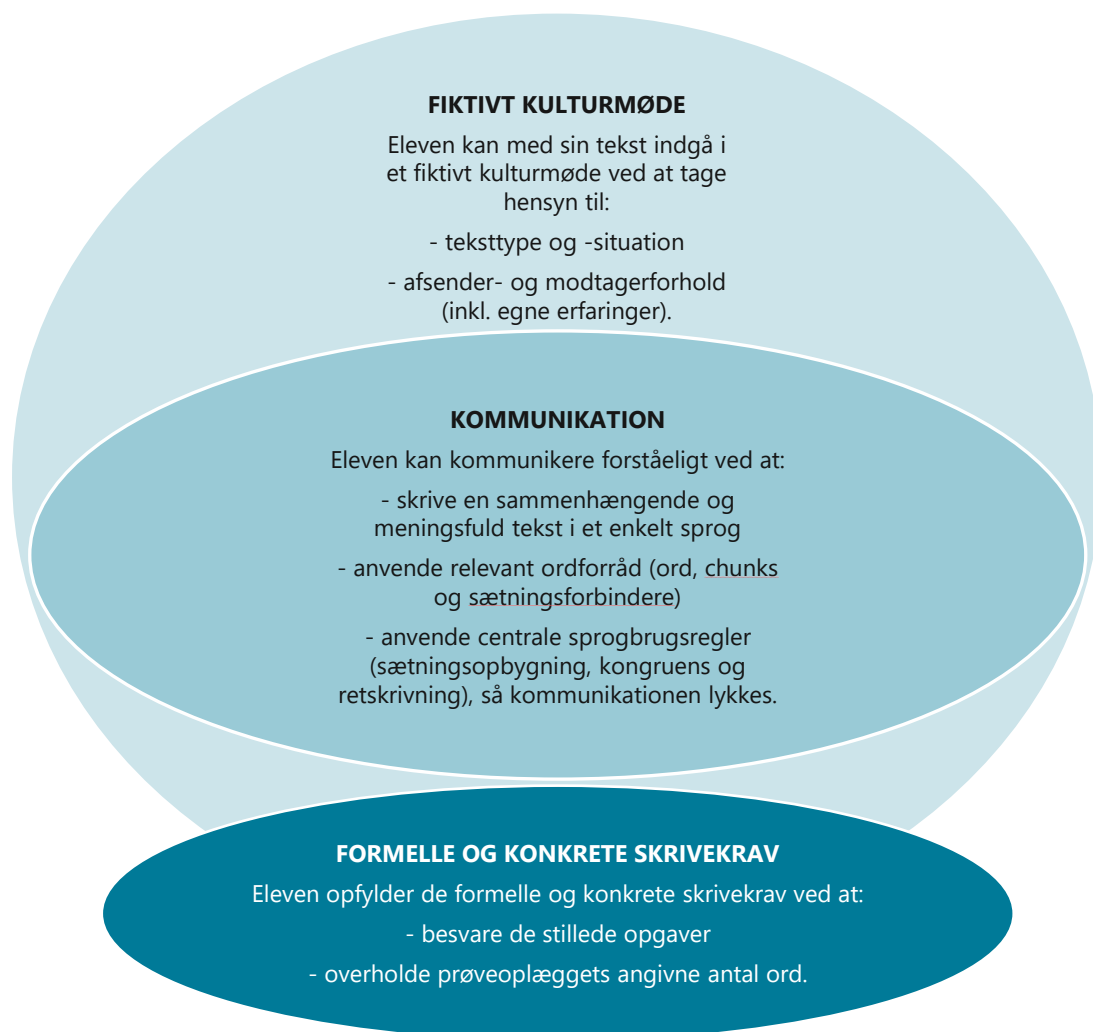 FIKTIVT KULTURMØDE
Eleven kan med sin tekst indgå i
et fiktivt kulturmøde ved at tage
hensyn til:
- teksttype og -situation
- afsender- og modtagerforhold
(inkl. egne erfaringer).
KOMMUNIKATION
Eleven kan kommunikere forståeligt ved at:
- skrive en sammenhængende og
meningsfuld tekst i et enkelt sprog
- anvende relevant ordforråd (ord, chunks
og sætningsforbindere)
- anvende centrale sprogbrugsregler
(sætningsopbygning, kongruens og
retskrivning), så kommunikationen lykkes.
FORMELLE OG KONKRETE SKRIVEKRAV
Eleven opfylder de formelle og konkrete skrivekrav ved at:
- besvare de stillede opgaver
- overholde prøveoplæggets angivne antal ord.